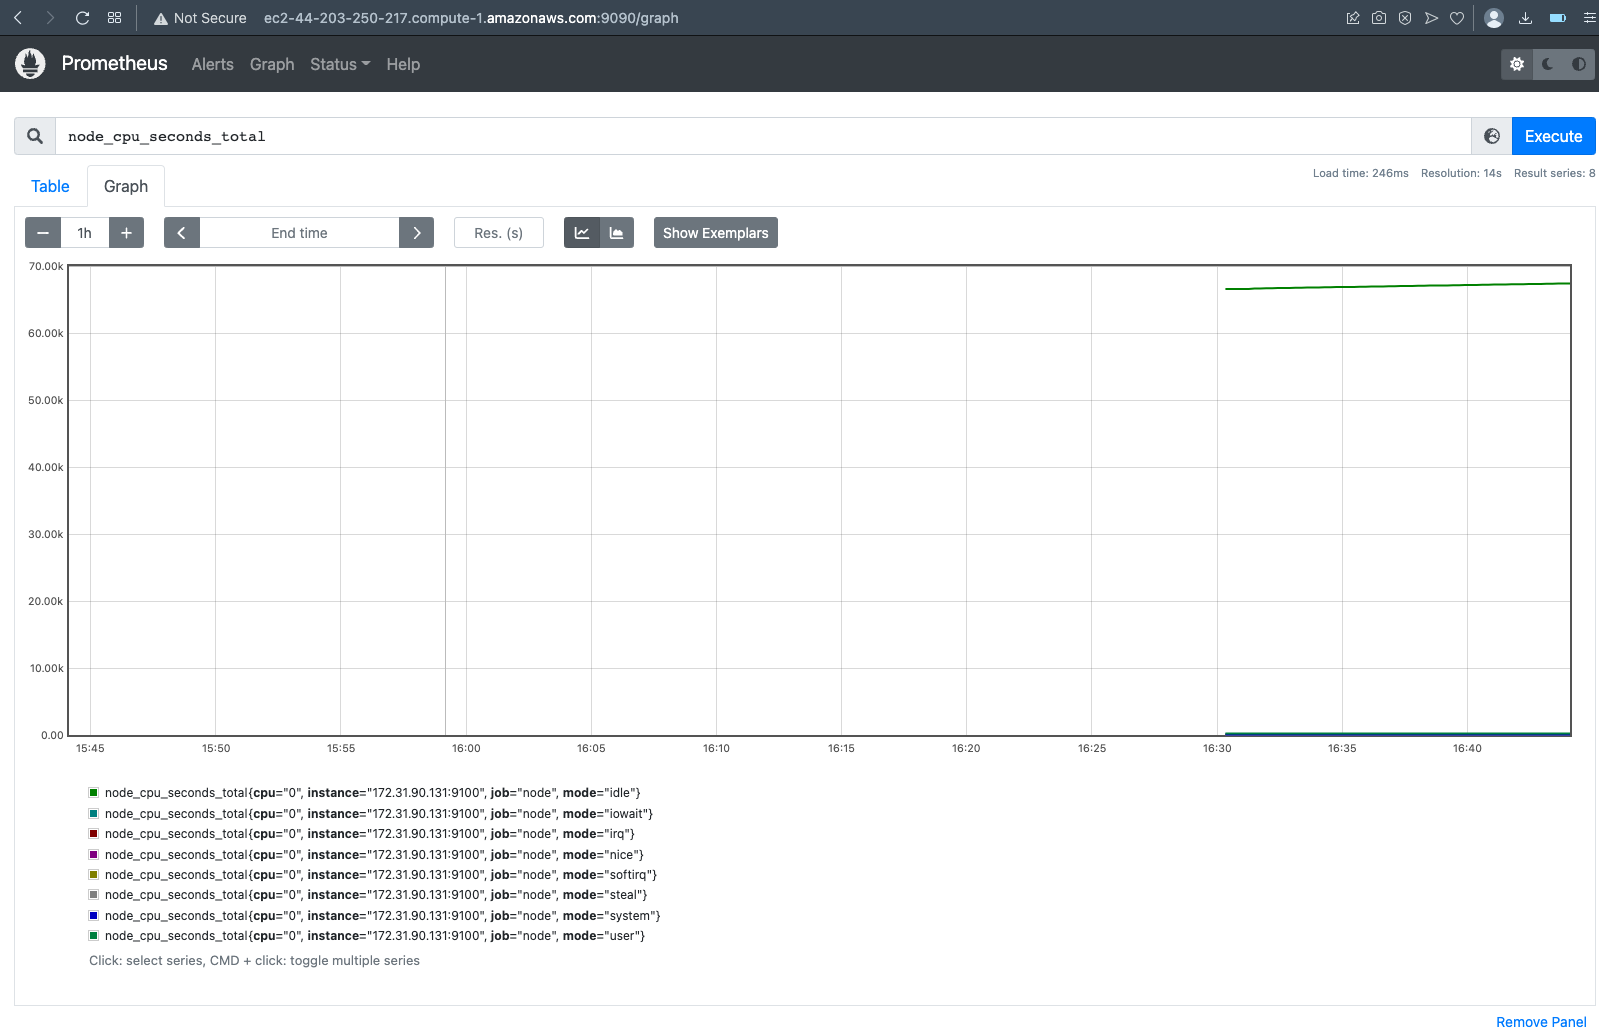 Not Secure ec2-44-203-250-217.compute-1.amazonaws.com:9090/graph
Prometheus Alerts Graph Status Help
node_cpu_seconds_total Execute
Table Graph Load time: 246ms Resolution: 14s Result series: 8
1h End time Res. (s) Show Exemplars
70.00k
60.00k
50.00k
40.00k
30.00k
20.00k
10.00k
0.00
15:45 15:50 15:55 16:00 16:05 16:10 16:15 16:20 16:25 16:30 16:35 16:40
node_cpu_seconds_total{cpu="0", instance="172.31.90.131:9100", job="node", mode="idle"}
node_cpu_seconds_total{cpu="0", instance="172.31.90.131:9100", job="node", mode="iowait"}
node_cpu_seconds_total{cpu="0", instance="172.31.90.131:9100", job="node", mode="irq"}
node_cpu_seconds_total{cpu="0", instance="172.31.90.131:9100", job="node", mode="nice"}
node_cpu_seconds_total{cpu="0", instance="172.31.90.131:9100", job="node", mode="softirq"}
node_cpu_seconds_total{cpu="0", instance="172.31.90.131:9100", job="node", mode="steal"}
node_cpu_seconds_total{cpu="0", instance="172.31.90.131:9100", job="node", mode="system"}
node_cpu_seconds_total{cpu="0", instance="172.31.90.131:9100", job="node", mode="user"}
Click: select series, CMD + click: toggle multiple series
Remove Panel